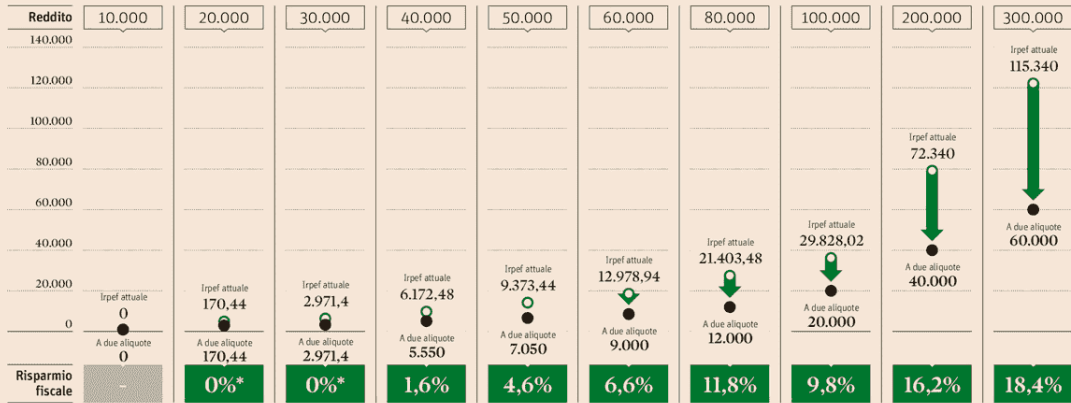 Reddito 10.000 20.000 30.000 40.000 50.000 60.000 80.000 100.000 200.000 300.000
140.000
120.000
100.000
80.000
60.000
40.000
20.000
0
Irpef attuale
0
A due aliquote
0
Irpef attuale
170,44
A due aliquote
170,44
Irpef attuale
2.971,4
A due aliquote
2.971,4
Irpef attuale
6.172,48
A due aliquote
5.550
Irpef attuale
9.373,44
A due aliquote
7.050
Irpef attuale
12.978,94
A due aliquote
9.000
Irpef attuale
21.403,48
A due aliquote
12.000
Irpef attuale
29.828,02
A due aliquote
20.000
Irpef attuale
72.340
A due aliquote
40.000
Irpef attuale
115.340
A due aliquote
60.000
Risparmio
fiscale
- 0%* 0%* 1,6% 4,6% 6,6% 11,8% 9,8% 16,2% 18,4%